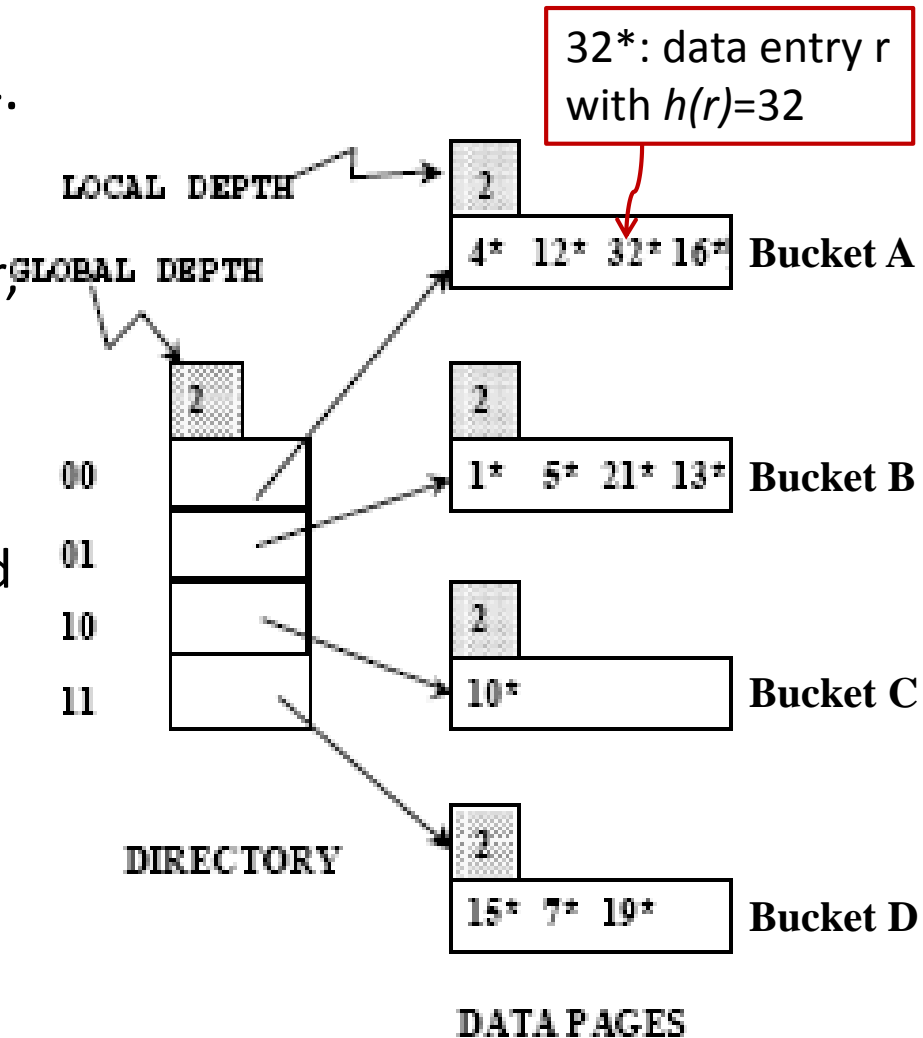 32*: data entry r
with h(r)=32
.
LOCAL DEPTH
2
4* 12* 32* 16* Bucket A
r,
GLOBAL DEPTH
2
2
00
1* 5* 21* 13* Bucket B
01
d
10
2
11
10* Bucket C
2
DIRECTORY
15* 7* 19* Bucket D
DATA PAGES